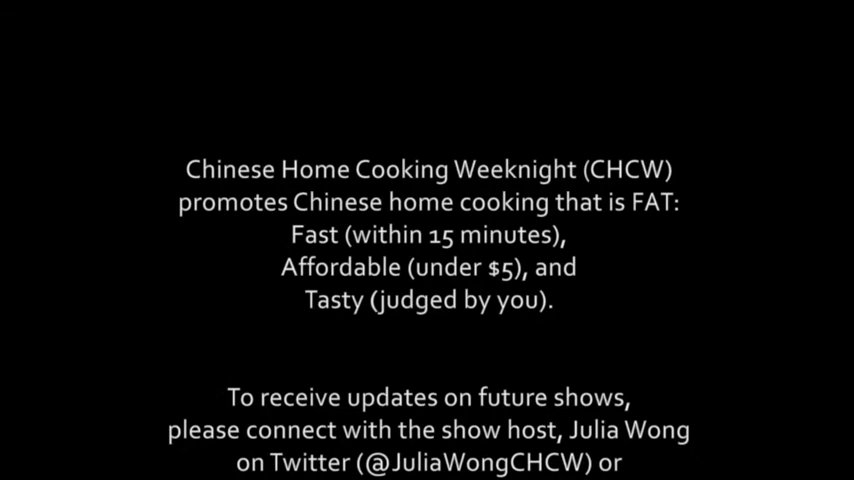 Chinese Home Cooking Weeknight (CHCW)
promotes Chinese home cooking that is FAT:
Fast (within 15 minutes),
Affordable (under $5), and
Tasty (judged by you).
To receive updates on future shows,
please connect with the show host, Julia Wong
on Twitter (@JuliaWongCHCW) or